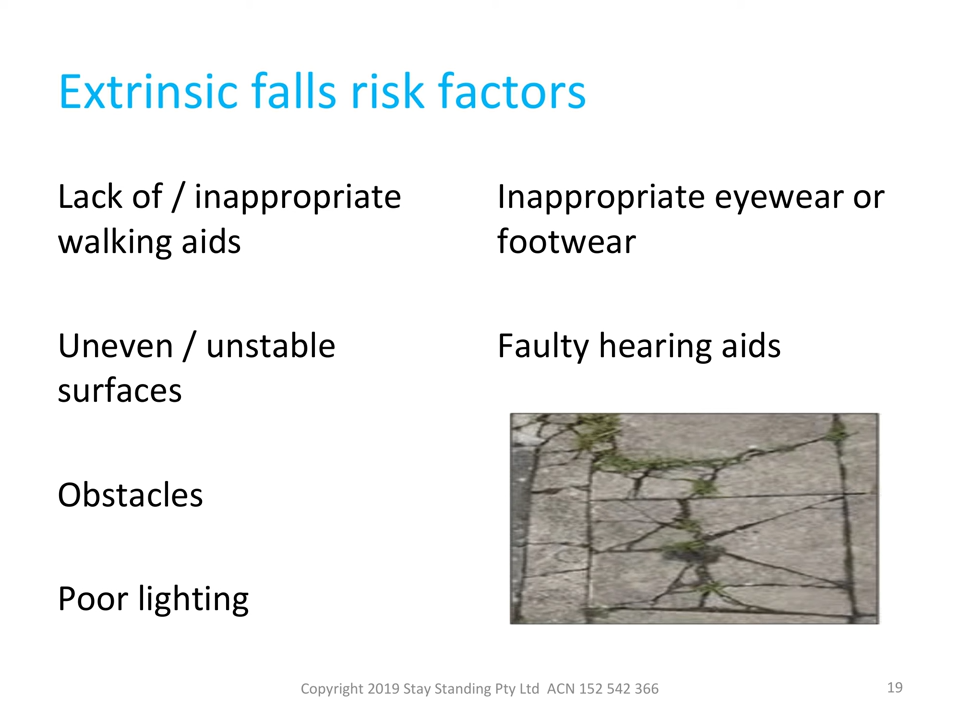 Extrinsic falls risk factors
Lack of / inappropriate
walking aids
Uneven / unstable
surfaces
Obstacles
Poor lighting
Inappropriate eyewear or
footwear
Faulty hearing aids
Copyright 2019 Stay Standing Pty Ltd  ACN 152 542 366
19